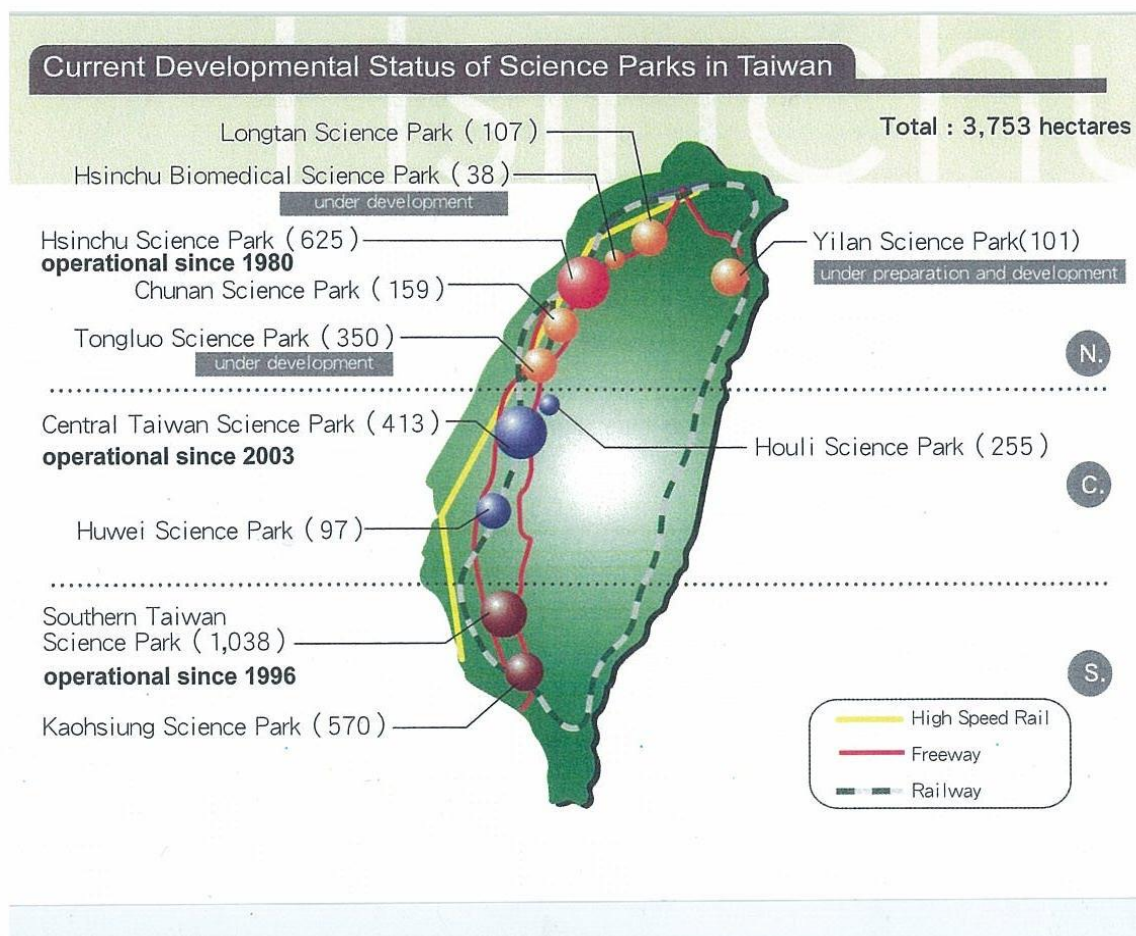 Hsinchu
Current Developmental Status of Science Parks in Taiwan
Total : 3,753 hectares
Longtan Science Park ( 107 )
Hsinchu Biomedical Science Park ( 38 )
under development
Hsinchu Science Park ( 625 )
operational since 1980
Chunan Science Park ( 159 )
Tongluo Science Park ( 350 )
under development
Yilan Science Park(101)
under preparation and development
N.
Central Taiwan Science Park ( 413 )
operational since 2003
Houli Science Park ( 255 )
Huwei Science Park ( 97 )
C.
Southern Taiwan
Science Park ( 1,038 )
operational since 1996
Kaohsiung Science Park ( 570 )
S.
High Speed Rail
Freeway
Railway